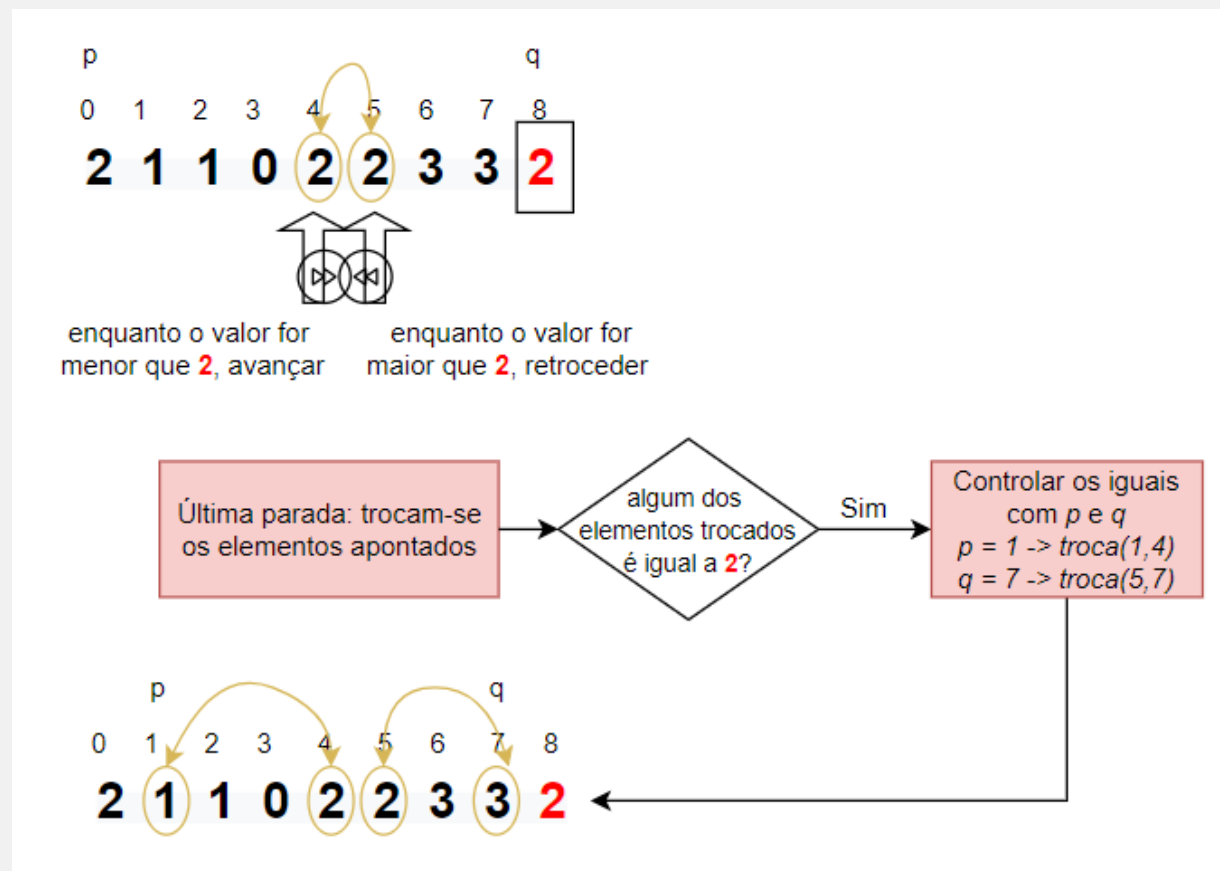 p q
0 1 2 3 4 5 6 7 8
2 1 1 0 2 2 3 3 2
enquanto o valor for
menor que 2, avançar
enquanto o valor for
maior que 2, retroceder
Última parada: trocam-se
os elementos apontados
algum dos
elementos trocados
é igual a 2?
Sim
Controlar os iguais
com p e q
p = 1 -> troca(1,4)
q = 7 -> troca(5,7)
p q
0 1 2 3 4 5 6 7 8
2 1 1 0 2 2 3 3 2